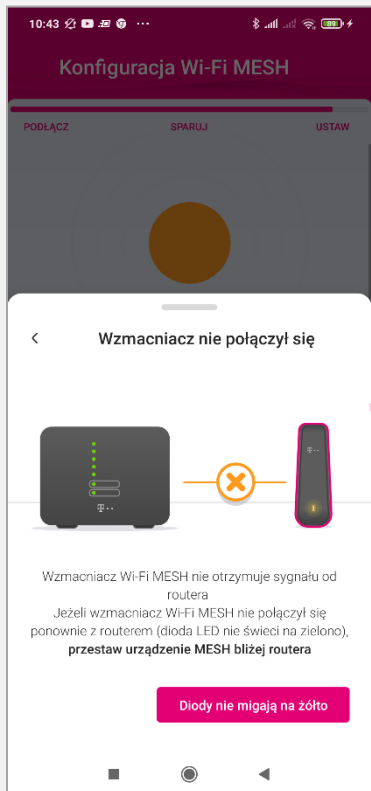 10:43
89
Konfiguracja Wi-Fi MESH
PODŁĄCZ SPARUJ USTAW
Wzmacniacz nie połączył się
T
T
Wzmacniacz Wi-Fi MESH nie otrzymuje sygnału od
routera
Jeżeli wzmacniacz Wi-Fi MESH nie połączył się
ponownie z routerem (dioda LED nie świeci na zielono),
przestaw urządzenie MESH bliżej routera
Diody nie migają na żółto